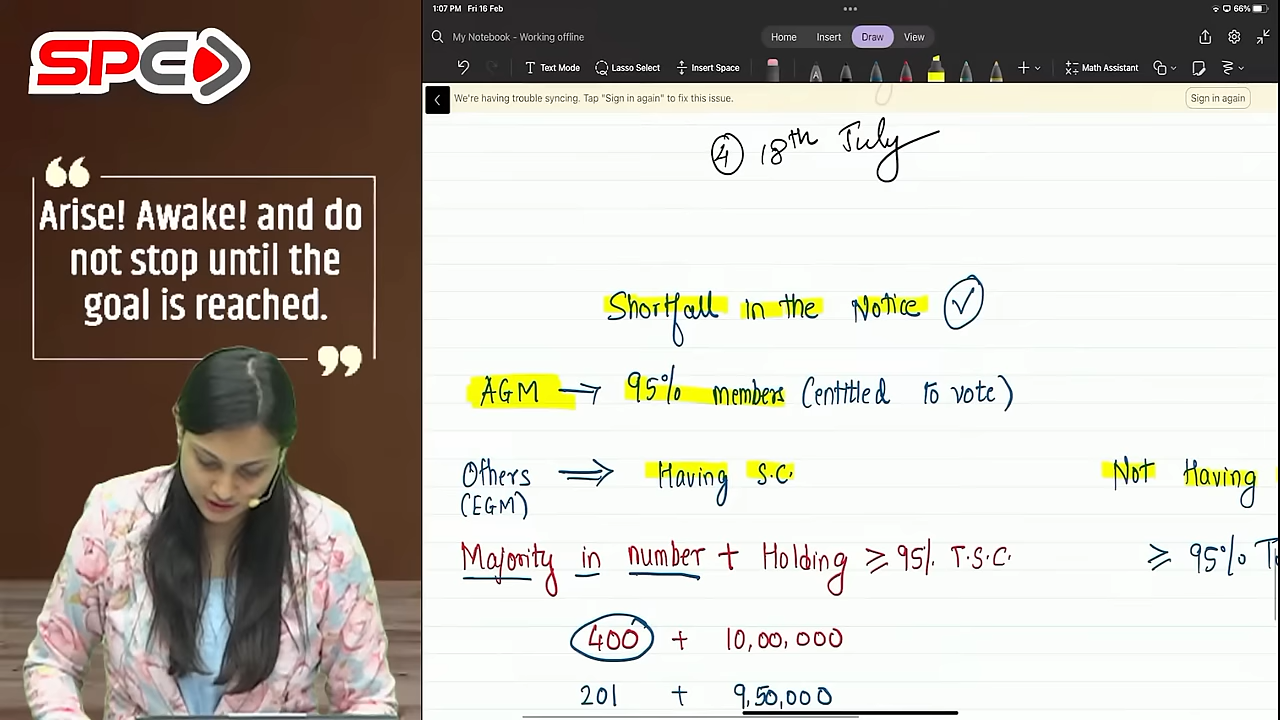 SPC
“
Arise! Awake! and do
not stop until the
goal is reached.
”
1:07 PM Fri 16 Feb
66%
My Notebook - Working offline
Home Insert Draw View
Text Mode Lasso Select Insert Space Math Assistant
We're having trouble syncing. Tap "Sign in again" to fix this issue. Sign in again
④ 18th July
Shortfall in the Notice ✓
AGM → 95% members (entitled to vote)
Others ⟹ Having S.C. Not Having
(EGM)
Majority in number + Holding ≥ 95% T.S.C. ≥ 95% To
400 + 10,00,000
201 + 9,50,000